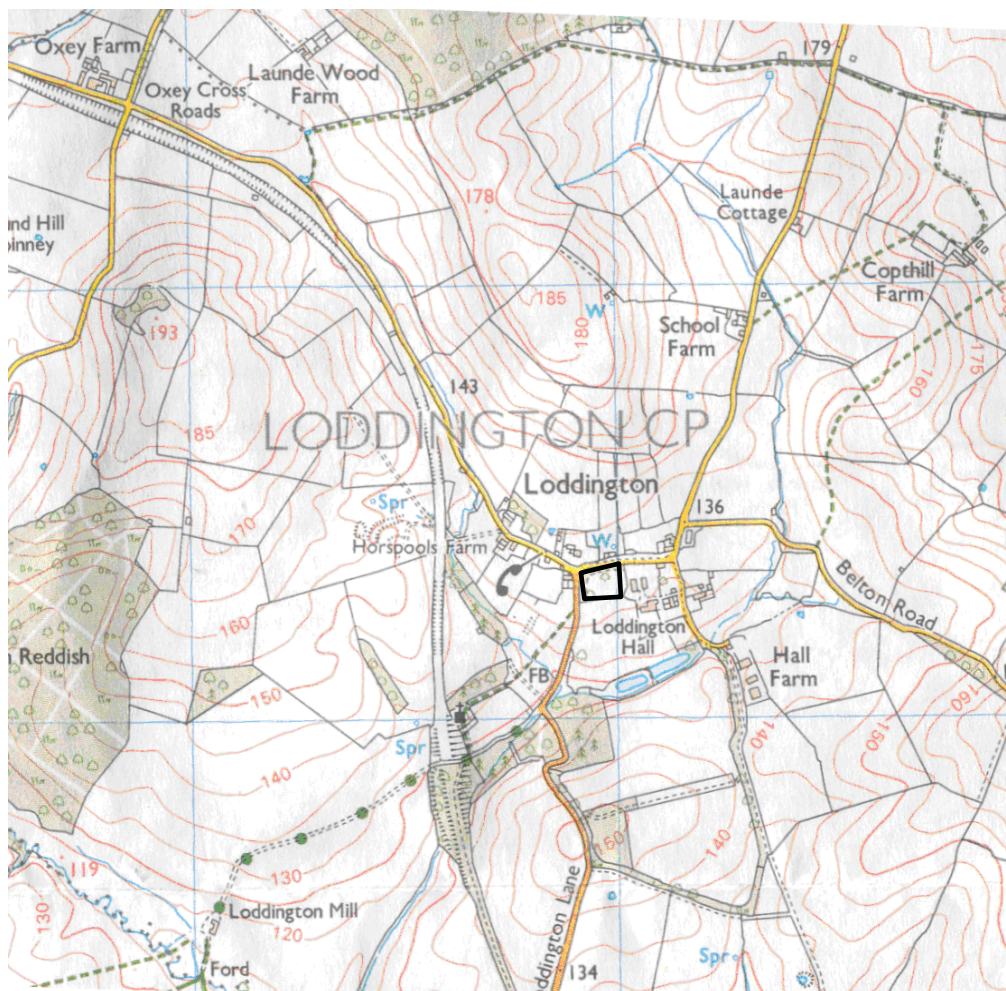 Oxey Farm
179
Launde Wood
Farm
Oxey Cross
Roads
178
Launde
Cottage
und Hill
pinney
Copthill
Farm
185
W
193
180
School
Farm
175
160
143
LODDINGTON CP
185
Loddington
Spr
136
170
Horspools Farm
W
Belton Road
160
Loddington
Hall
n Reddish
Hall
Farm
FB
150
160
Spr
140
150
140
150
140
119
130
130
Loddington Mill
120
ddington Lane
Ford
Spr
134